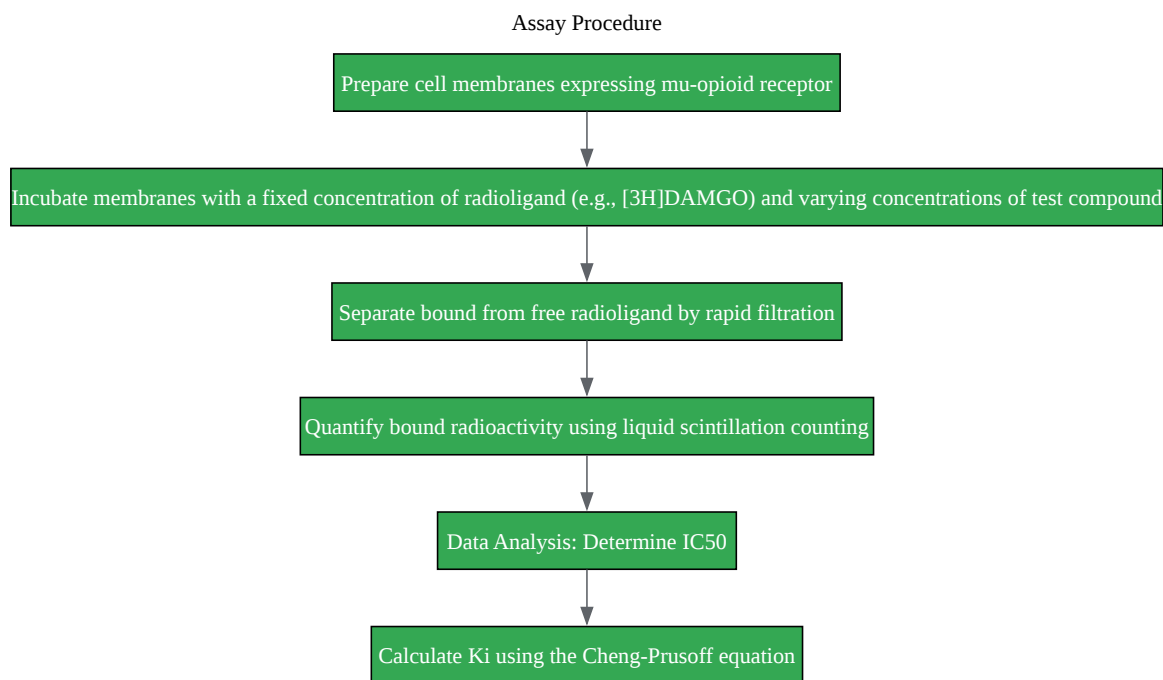 Assay Procedure
Prepare cell membranes expressing mu-opioid receptor
Incubate membranes with a fixed concentration of radioligand (e.g., [3H]DAMGO) and varying concentrations of test compound
Separate bound from free radioligand by rapid filtration
Quantify bound radioactivity using liquid scintillation counting
Data Analysis: Determine IC50
Calculate Ki using the Cheng-Prusoff equation